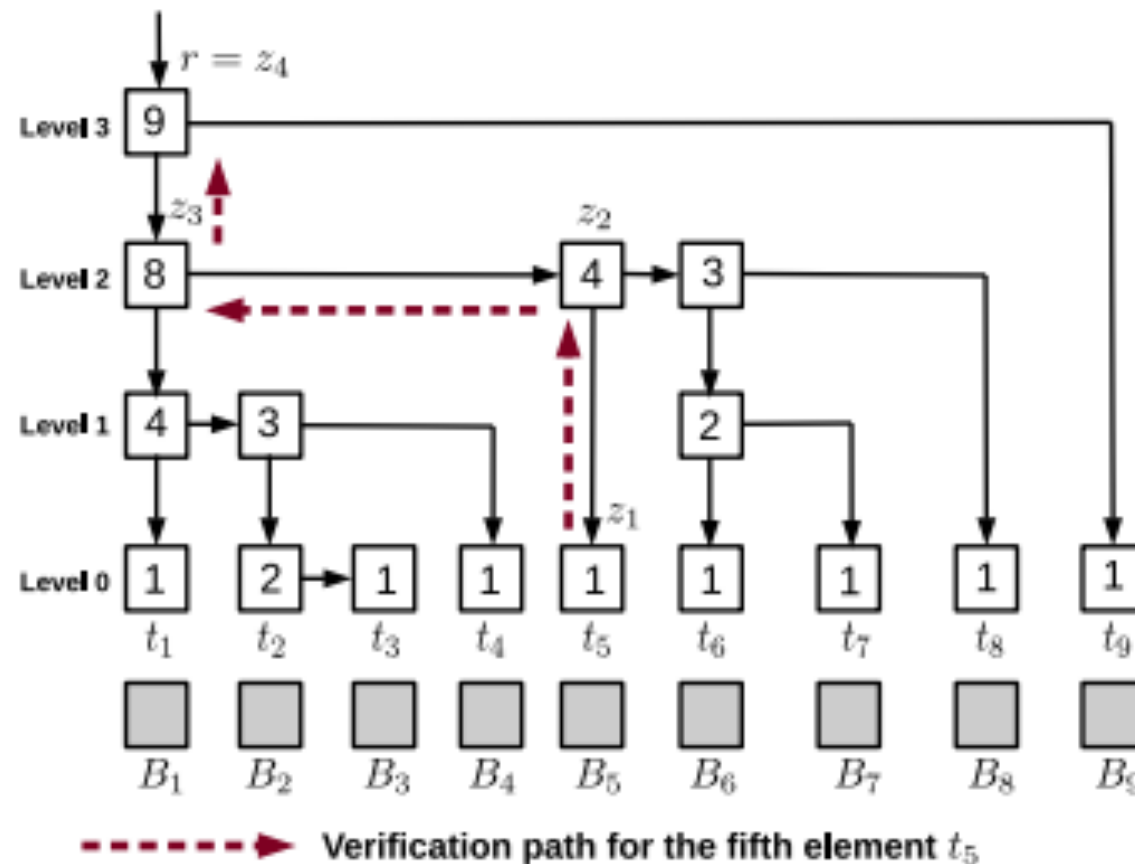 r = z₄
Level 3 9
z₃ z₂
Level 2 8 4 3
Level 1 4 3 2
z₁
Level 0 1 2 1 1 1 1 1 1 1
t₁ t₂ t₃ t₄ t₅ t₆ t₇ t₈ t₉
B₁ B₂ B₃ B₄ B₅ B₆ B₇ B₈ B₉
Verification path for the fifth element t₅